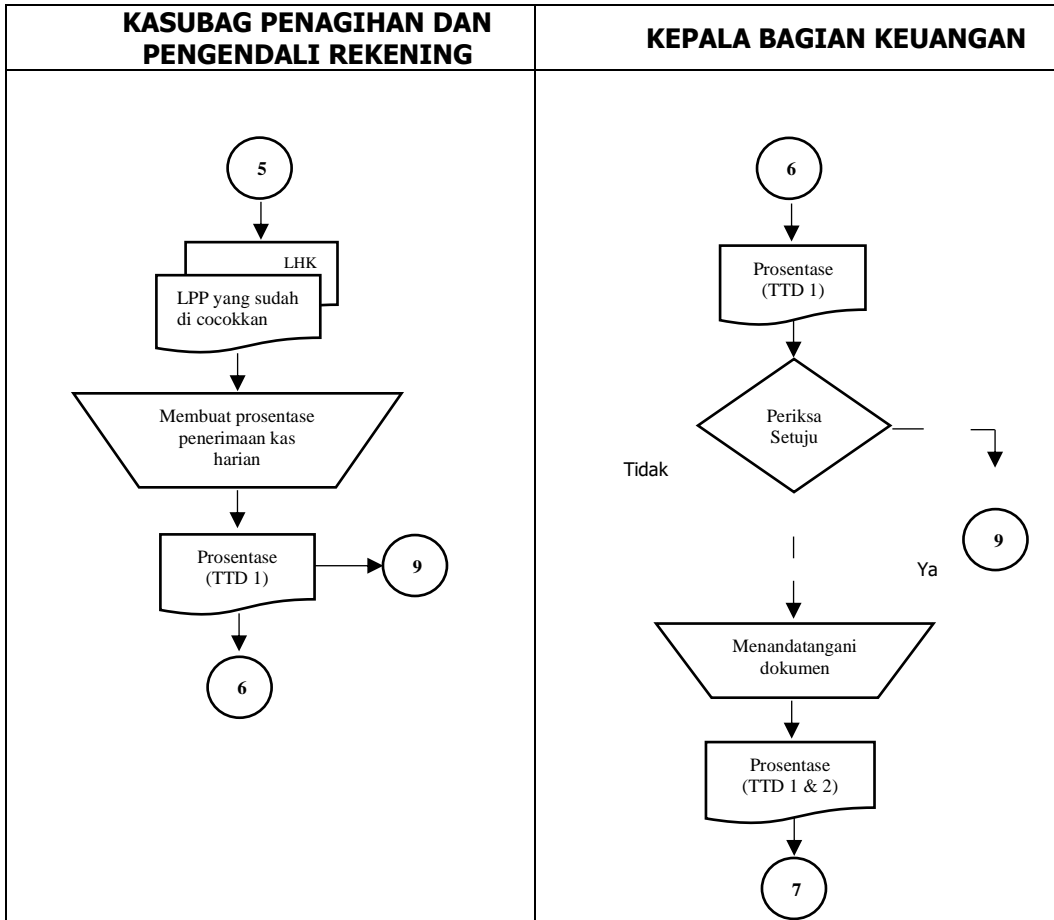 KASUBAG PENAGIHAN DAN
PENGENDALI REKENING
5
LHK
LPP yang sudah
di cocokkan
Membuat prosentase
penerimaan kas
harian
Prosentase
(TTD 1)
9
6
KEPALA BAGIAN KEUANGAN
6
Prosentase
(TTD 1)
Periksa
Setuju
Tidak
9
Ya
Menandatangani
dokumen
Prosentase
(TTD 1 & 2)
7